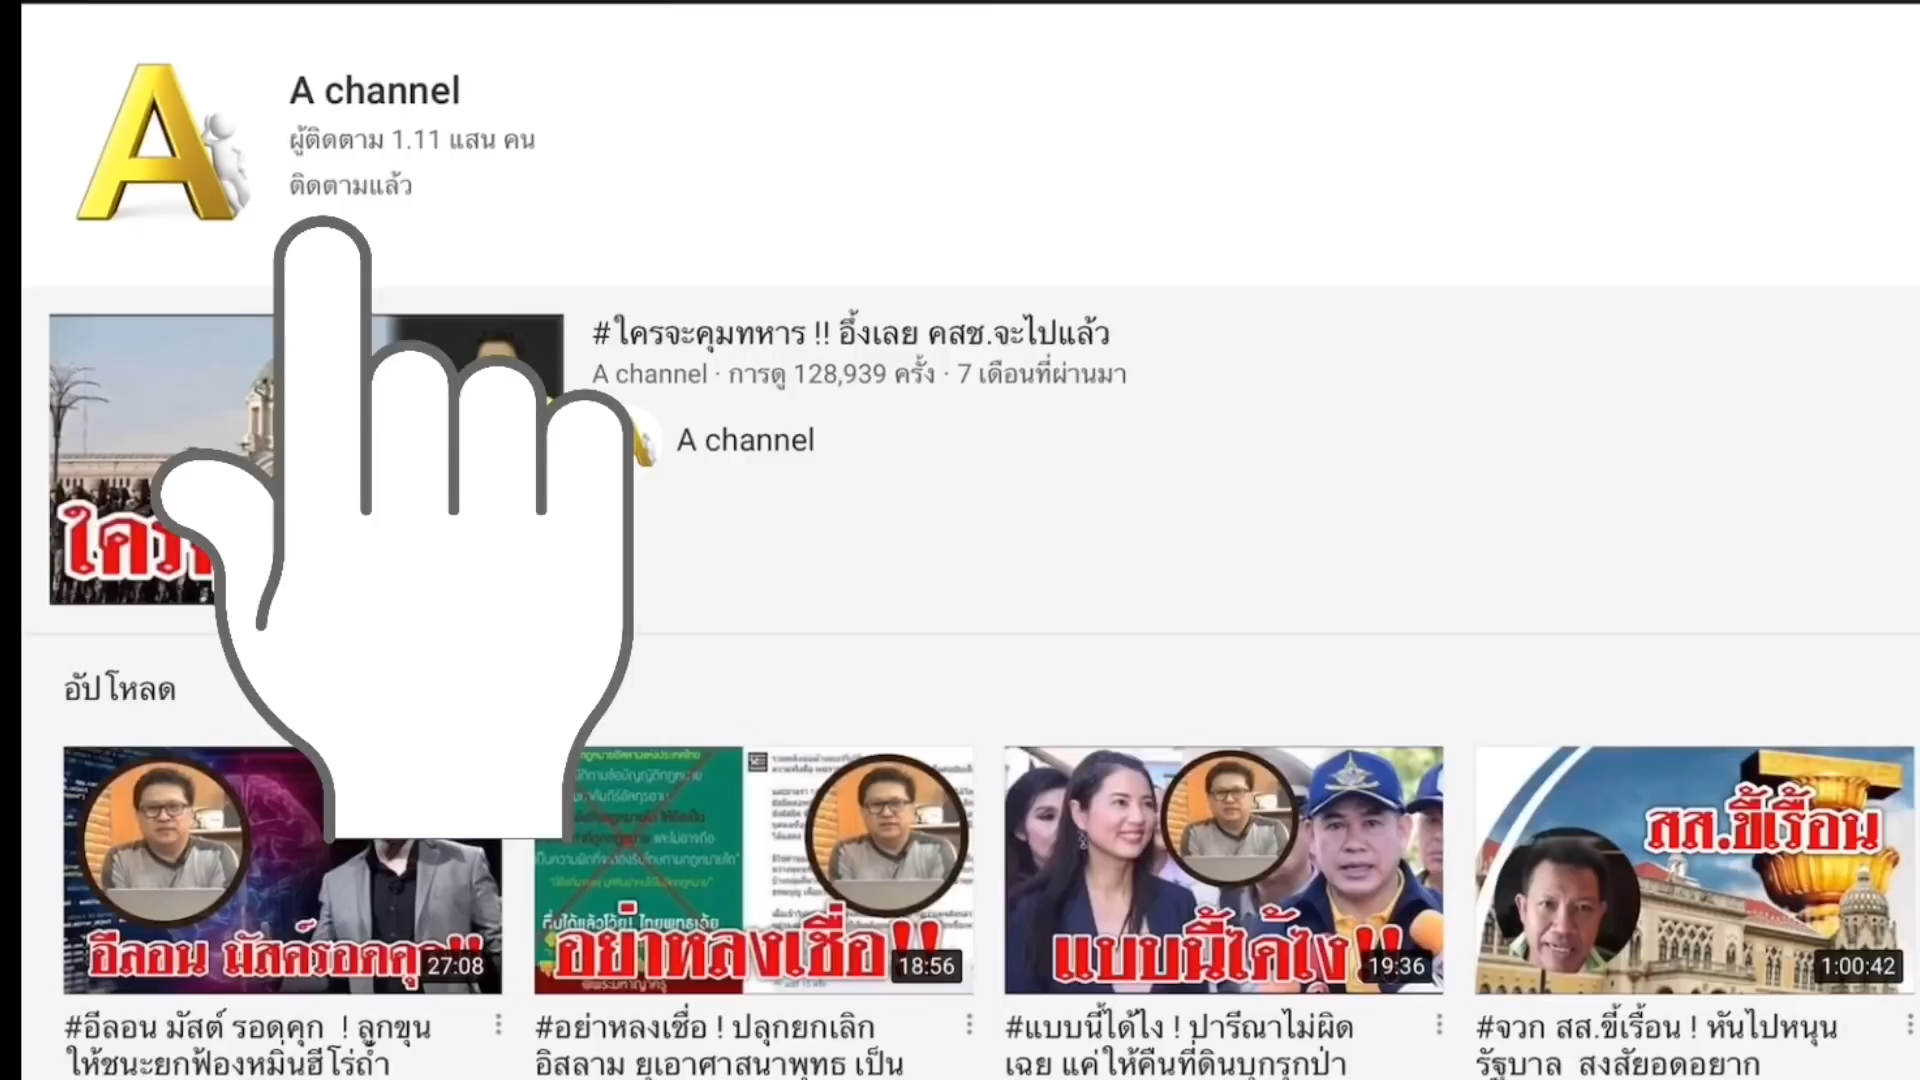 A channel
ผู้ติดตาม 1.11 แสน คน
ติดตามแล้ว
#ใครจะคุมทหาร !! อึ้งเลย คสช.จะไปแล้ว
A channel · การดู 128,939 ครั้ง · 7 เดือนที่ผ่านมา
A channel
อัปโหลด
อีลอน มัสค์รอดคุก!!
27:08
อย่าหลงเชื่อ!!
18:56
แบบนี้ได้ไง!!
19:36
สส.ขี้เรื้อน
1:00:42
#อีลอน มัสต์ รอดคุก ! ลูกขุน
ให้ชนะยกฟ้องหมิ่นฮีโร่ถ้ำ
#อย่าหลงเชื่อ ! ปลุกยกเลิก
อิสลาม ยุเอาศาสนาพุทธ เป็น
#แบบนี้ได้ไง ! ปารีณาไม่ผิด
เฉย แค่ให้คืนที่ดินบุกรุกป่า
#จวก สส.ขี้เรื้อน ! หันไปหนุน
รัฐบาล สงสัยอดอยาก